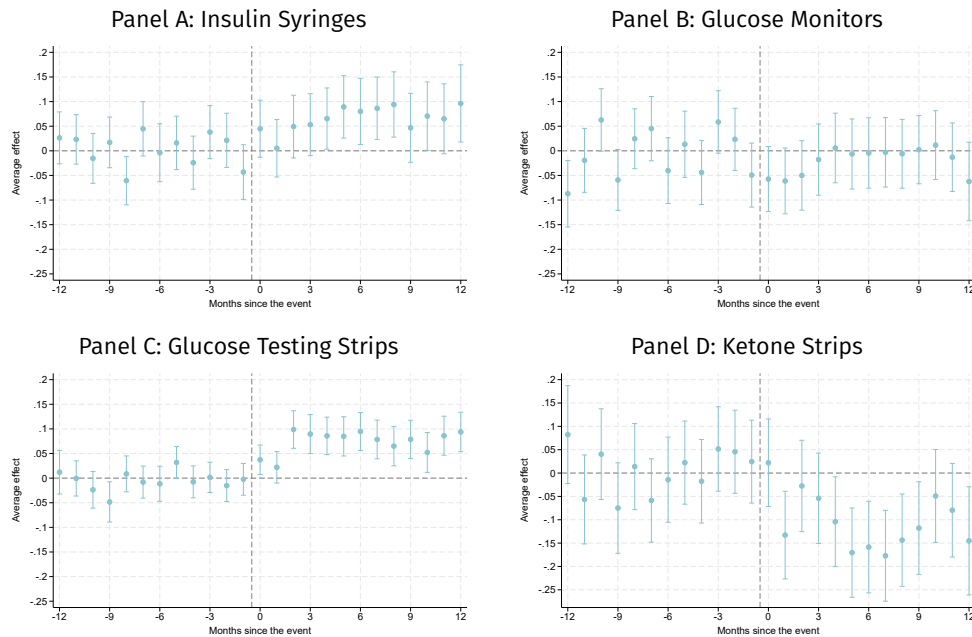 Panel A: Insulin Syringes
.2
.15
.1
.05
0
-.05
-.1
-.15
-.2
-.25
Average effect
-12 -9 -6 -3 0 3 6 9 12
Months since the event
Panel B: Glucose Monitors
.2
.15
.1
.05
0
-.05
-.1
-.15
-.2
-.25
Average effect
-12 -9 -6 -3 0 3 6 9 12
Months since the event
Panel C: Glucose Testing Strips
.2
.15
.1
.05
0
-.05
-.1
-.15
-.2
-.25
Average effect
-12 -9 -6 -3 0 3 6 9 12
Months since the event
Panel D: Ketone Strips
.2
.15
.1
.05
0
-.05
-.1
-.15
-.2
-.25
Average effect
-12 -9 -6 -3 0 3 6 9 12
Months since the event